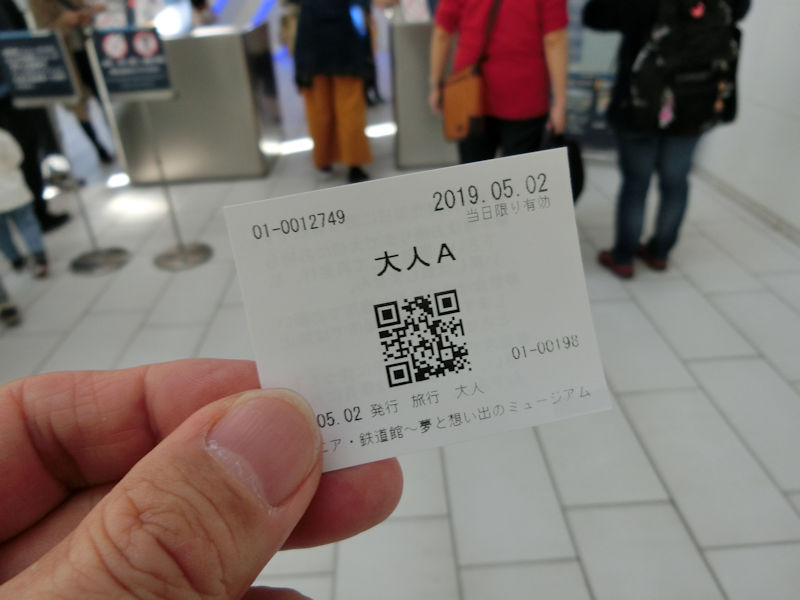 2019.05.02
01-0012749
当日限り有効
大人A
01-00198
05.02 発行 旅行 大人
ニア・鉄道館～夢と想い出のミュージアム